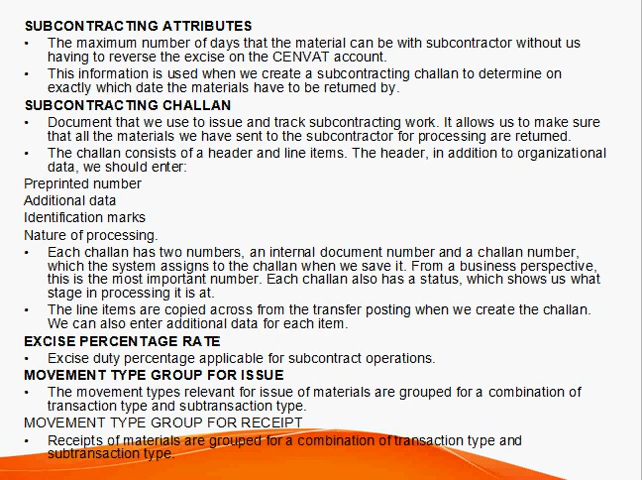 SUBCONTRACTING ATTRIBUTES
• The maximum number of days that the material can be with subcontractor without us
having to reverse the excise on the CENVAT account.
• This information is used when we create a subcontracting challan to determine on
exactly which date the materials have to be returned by.
SUBCONTRACTING CHALLAN
• Document that we use to issue and track subcontracting work. It allows us to make sure
that all the materials we have sent to the subcontractor for processing are returned.
• The challan consists of a header and line items. The header, in addition to organizational
data, we should enter:
Preprinted number
Additional data
Identification marks
Nature of processing.
• Each challan has two numbers, an internal document number and a challan number,
which the system assigns to the challan when we save it. From a business perspective,
this is the most important number. Each challan also has a status, which shows us what
stage in processing it is at.
• The line items are copied across from the transfer posting when we create the challan.
We can also enter additional data for each item.
EXCISE PERCENTAGE RATE
• Excise duty percentage applicable for subcontract operations.
MOVEMENT TYPE GROUP FOR ISSUE
• The movement types relevant for issue of materials are grouped for a combination of
transaction type and subtransaction type.
MOVEMENT TYPE GROUP FOR RECEIPT
• Receipts of materials are grouped for a combination of transaction type and
subtransaction type.